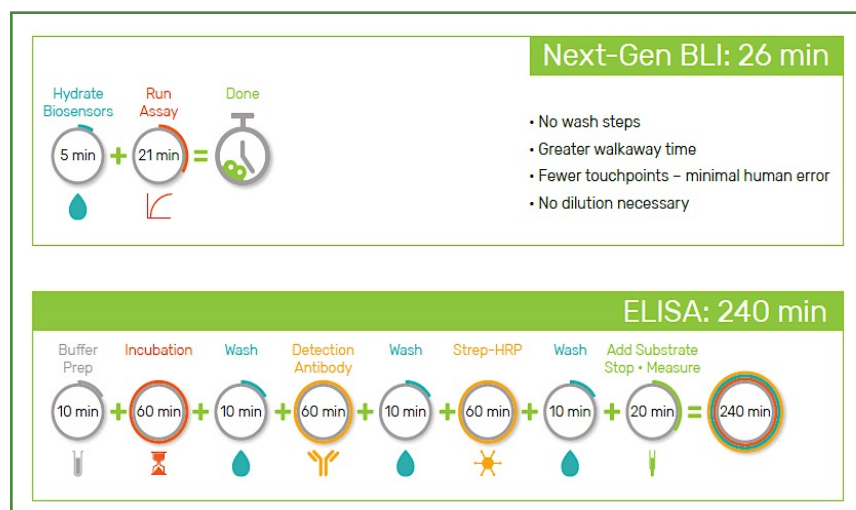 Next-Gen BLI: 26 min
Hydrate Biosensors
Run Assay
Done
5 min + 21 min =
• No wash steps
• Greater walkaway time
• Fewer touchpoints – minimal human error
• No dilution necessary
ELISA: 240 min
Buffer Prep
Incubation
Wash
Detection Antibody
Wash
Strep-HRP
Wash
Add Substrate Stop • Measure
10 min + 60 min + 10 min + 60 min + 10 min + 60 min + 10 min + 20 min = 240 min